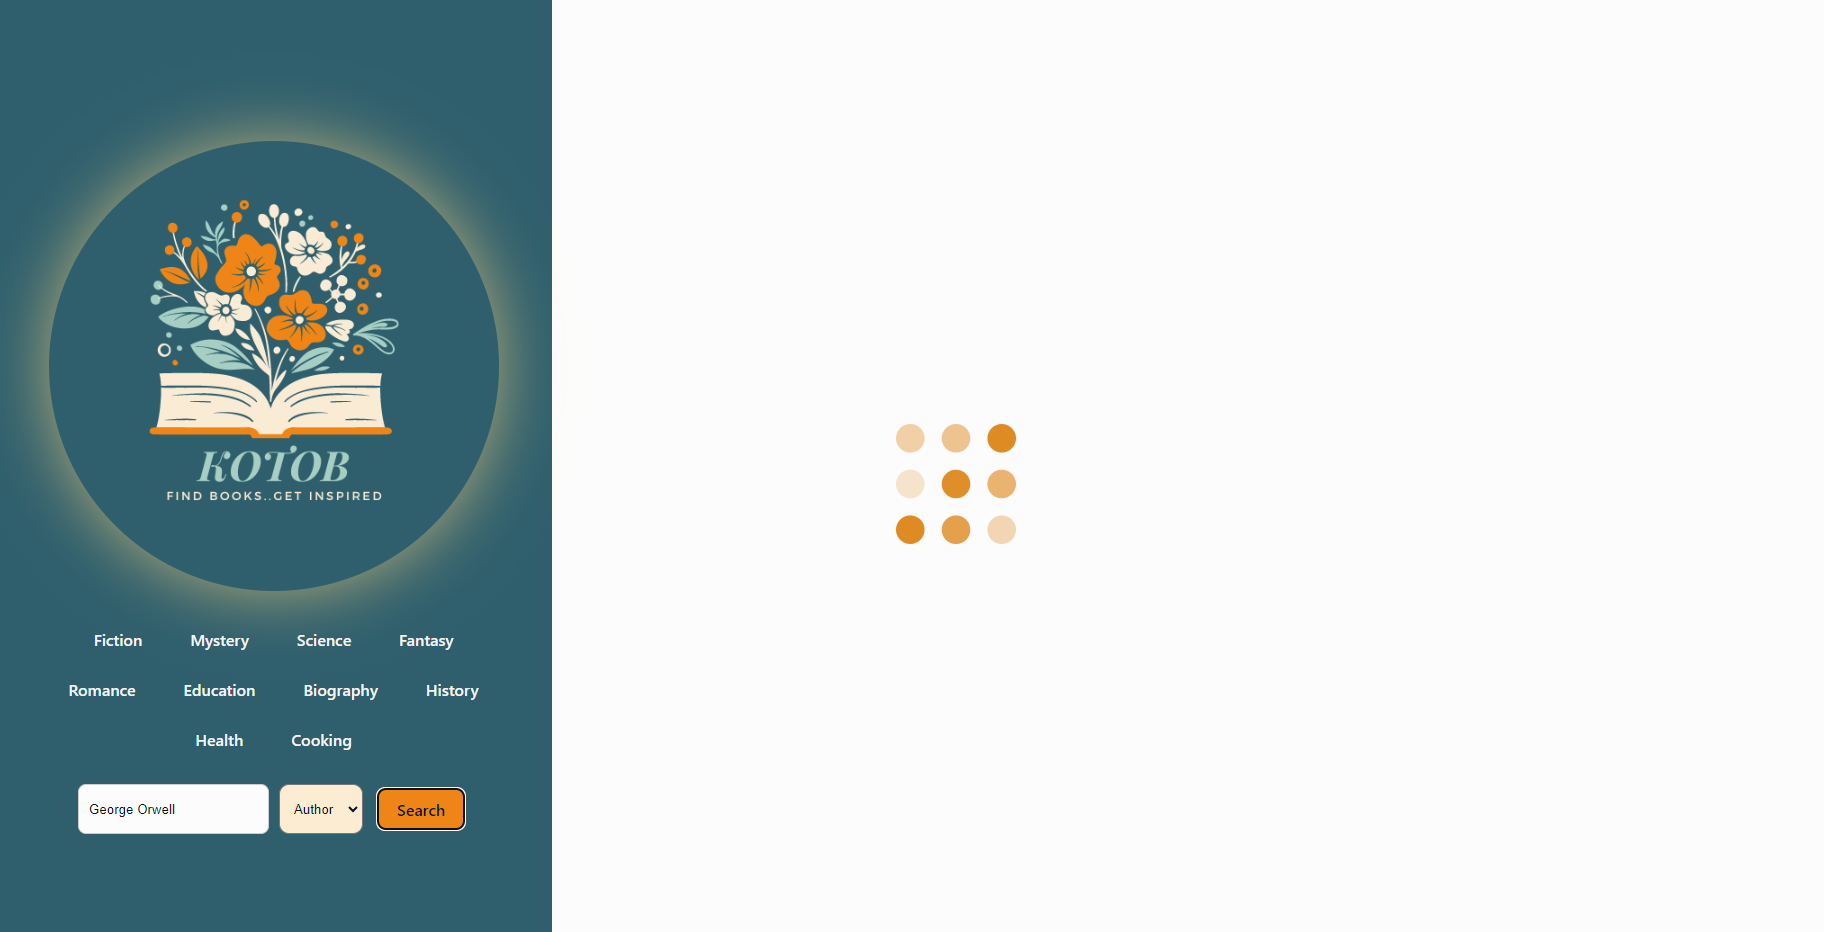 KOTOB
FIND BOOKS..GET INSPIRED
Fiction Mystery Science Fantasy
Romance Education Biography History
Health Cooking
George Orwell Author Search